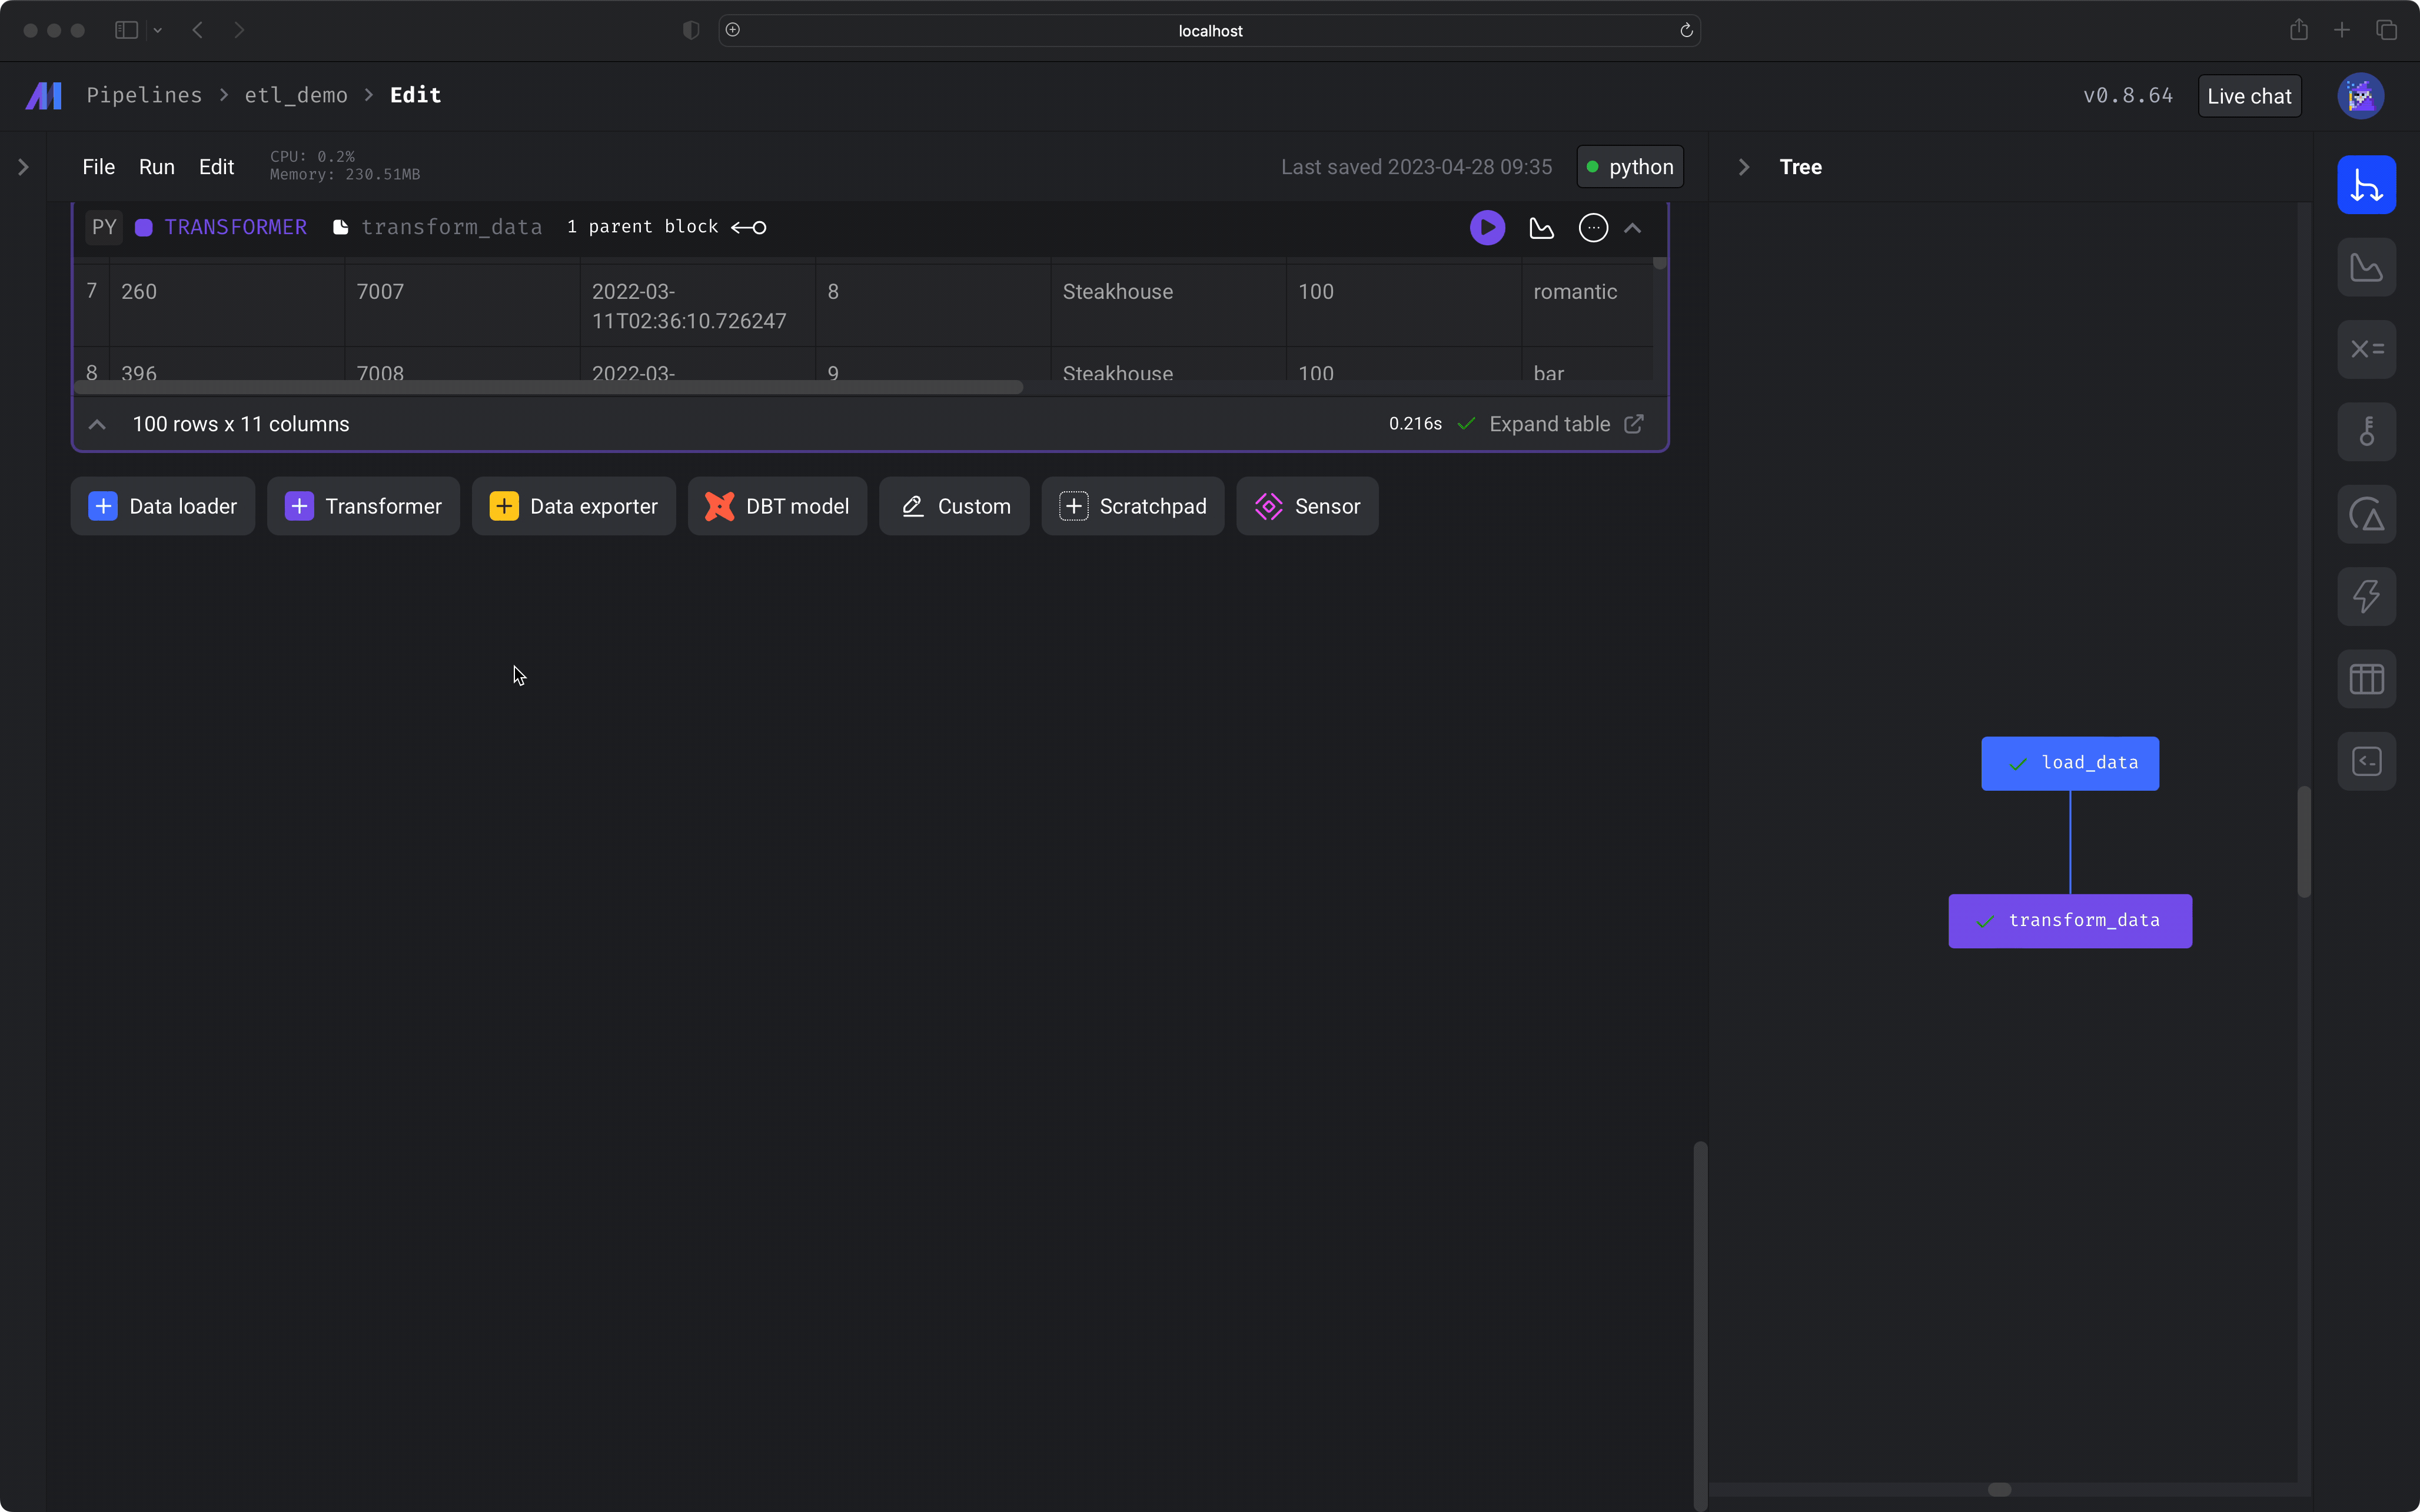 localhost
Pipelines > etl_demo > Edit
v0.8.64
Live chat
File Run Edit
CPU: 0.2%
Memory: 230.51MB
Last saved 2023-04-28 09:35
python
Tree
PY TRANSFORMER transform_data 1 parent block
7 260 7007 2022-03- 8 Steakhouse 100 romantic
11T02:36:10.726247
8 396 7008 2022-03- 9 Steakhouse 100 bar
100 rows x 11 columns
0.216s Expand table
Data loader
Transformer
Data exporter
DBT model
Custom
Scratchpad
Sensor
load_data
transform_data